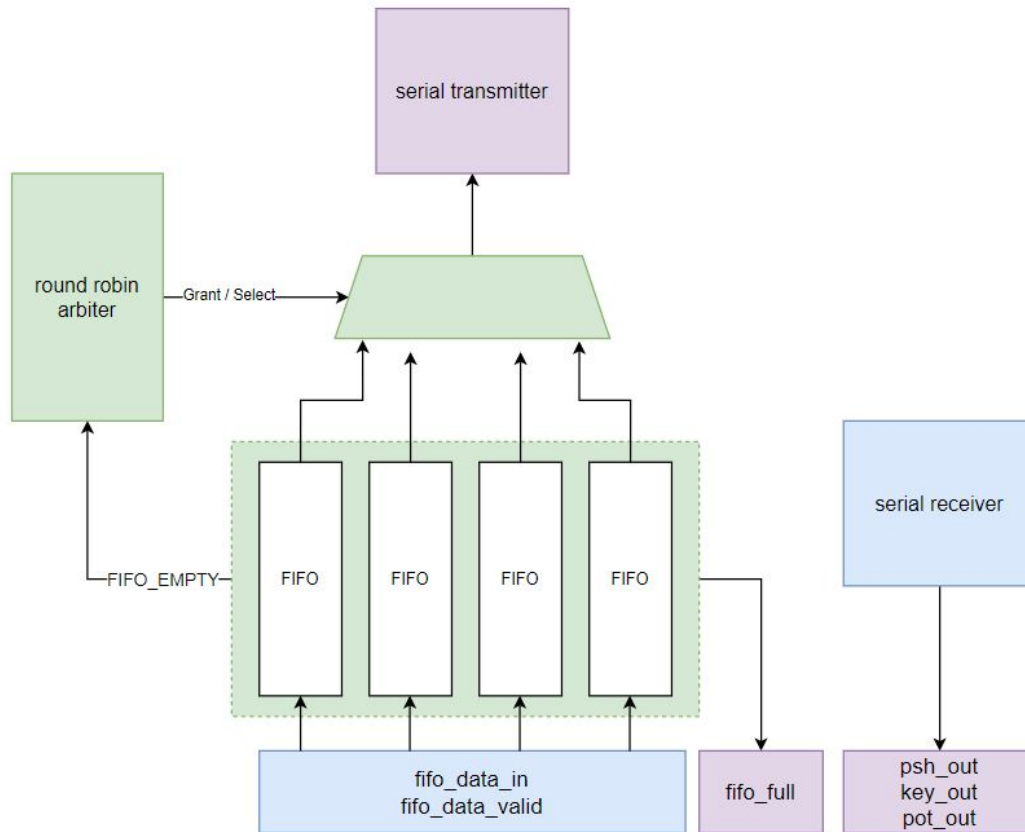 serial transmitter
round robin
arbiter
Grant / Select
serial receiver
FIFO_EMPTY
FIFO
FIFO
FIFO
FIFO
fifo_data_in
fifo_data_valid
fifo_full
psh_out
key_out
pot_out